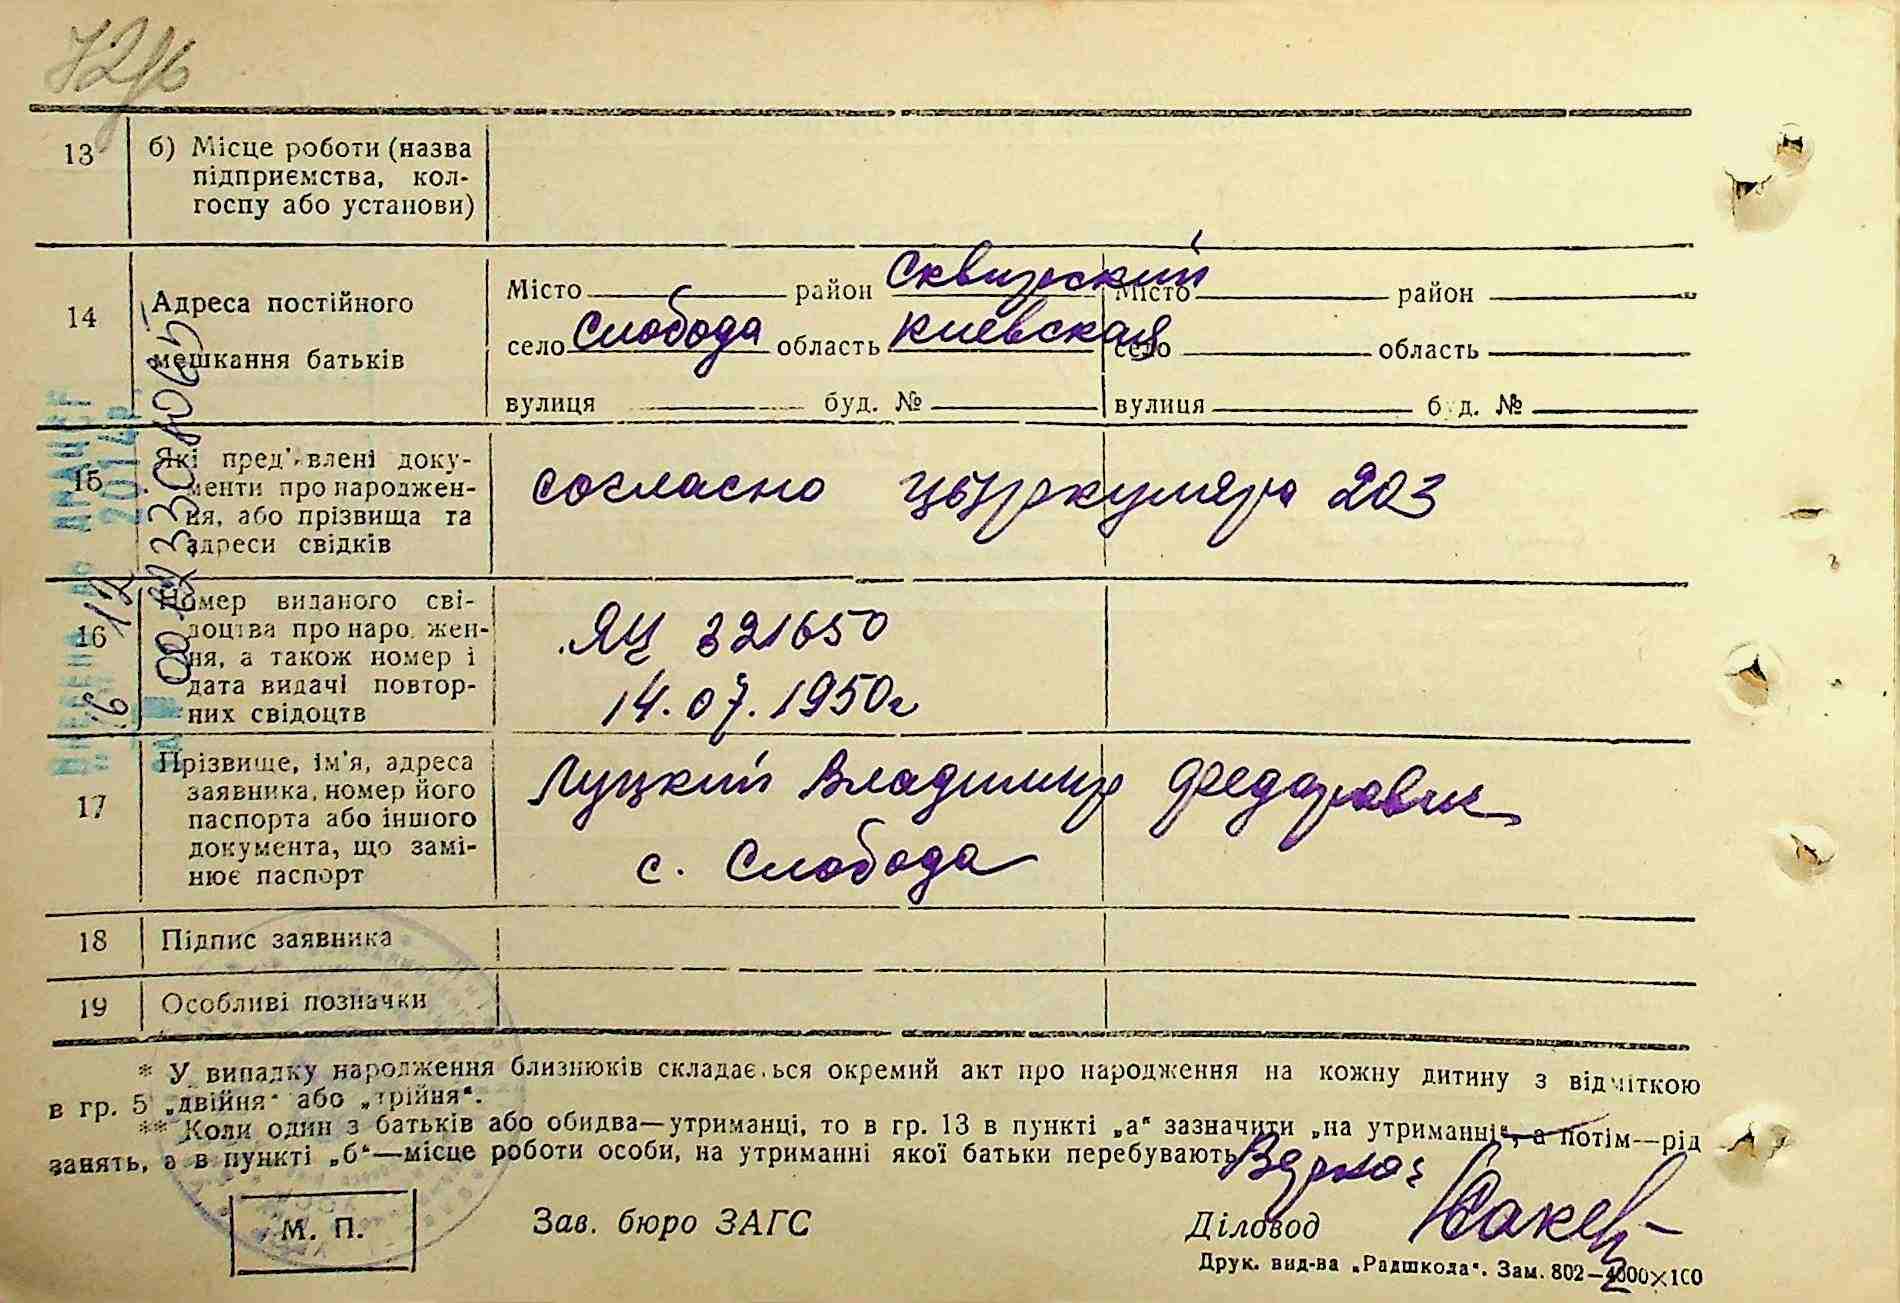 13
б) Місце роботи (назва
підприємства, кол-
госпу або установи)
14
Адреса постійного
мешкання батьків
Місто район Сквирский
село Слобода область Киевская
вулиця буд. №
Місто район
село область
вулиця буд. №
15
Які пред'явлені доку-
менти про народжен-
ня, або прізвища та
адреси свідків
согласно цыркуляра 203
16
Номер виданого сві-
доцтва про народжен-
ня, а також номер і
дата видачі повтор-
них свідоцтв
ЯЦ 321650
14.07.1950г
17
Прізвище, ім'я, адреса
заявника, номер його
паспорта або іншого
документа, що замі-
нює паспорт
Луцкий Владимир Федорович
с. Слобода
18
Підпис заявника
19
Особливі позначки
* У випадку народження близнюків складається окремий акт про народження на кожну дитину з відміткою
в гр. 5 „двійня“ або „трійня“.
** Коли один з батьків або обидва—утриманці, то в гр. 13 в пункті „а“ зазначити „на утриманні“, а потім—рід
занять, а в пункті „б“—місце роботи особи, на утриманні якої батьки перебувають
М. П.
Зав. бюро ЗАГС
Діловод
Друк. вид-ва „Радшкола“. Зам. 802—4000×100